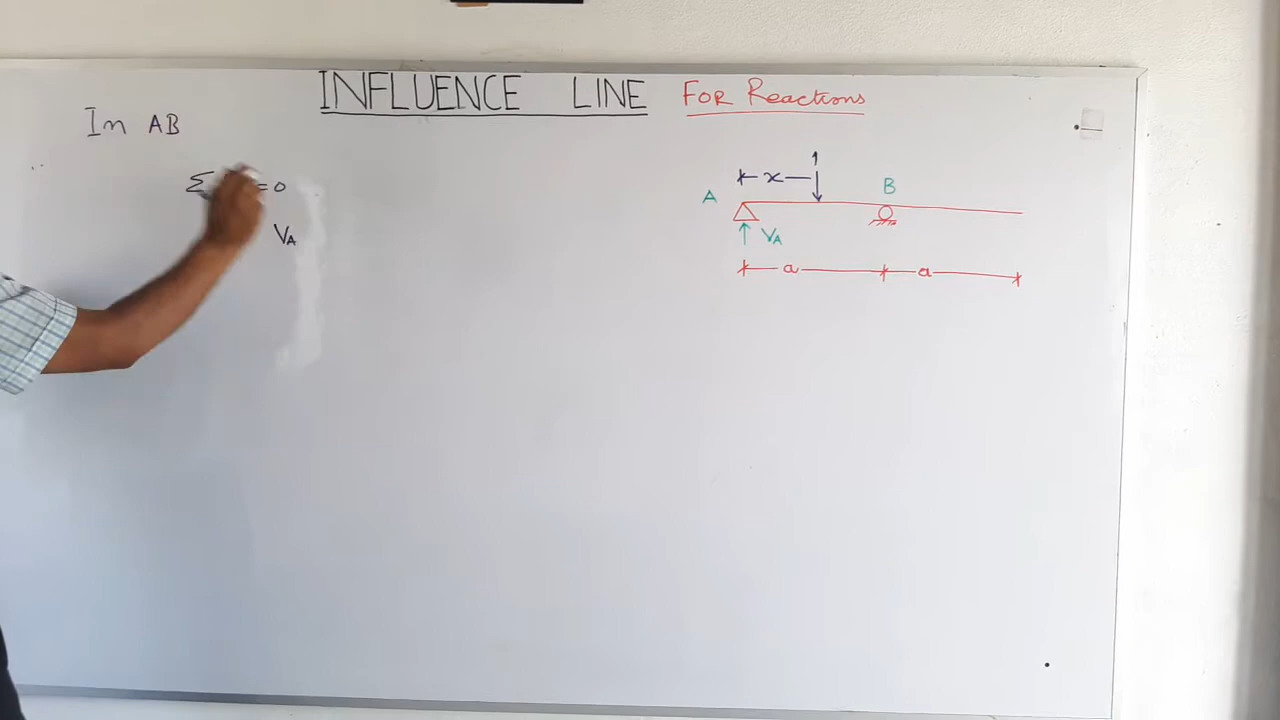 INFLUENCE LINE FOR Reactions
In AB
Σ =0
VA
1
x
A
B
VA
a
a